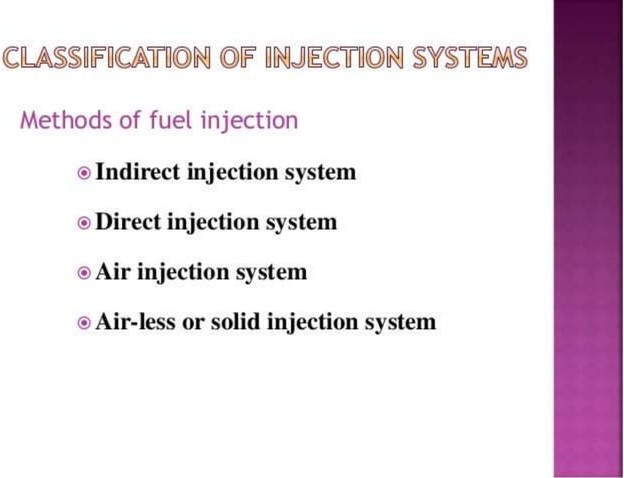 CLASSIFICATION OF INJECTION SYSTEMS
Methods of fuel injection
Indirect injection system
Direct injection system
Air injection system
Air-less or solid injection system